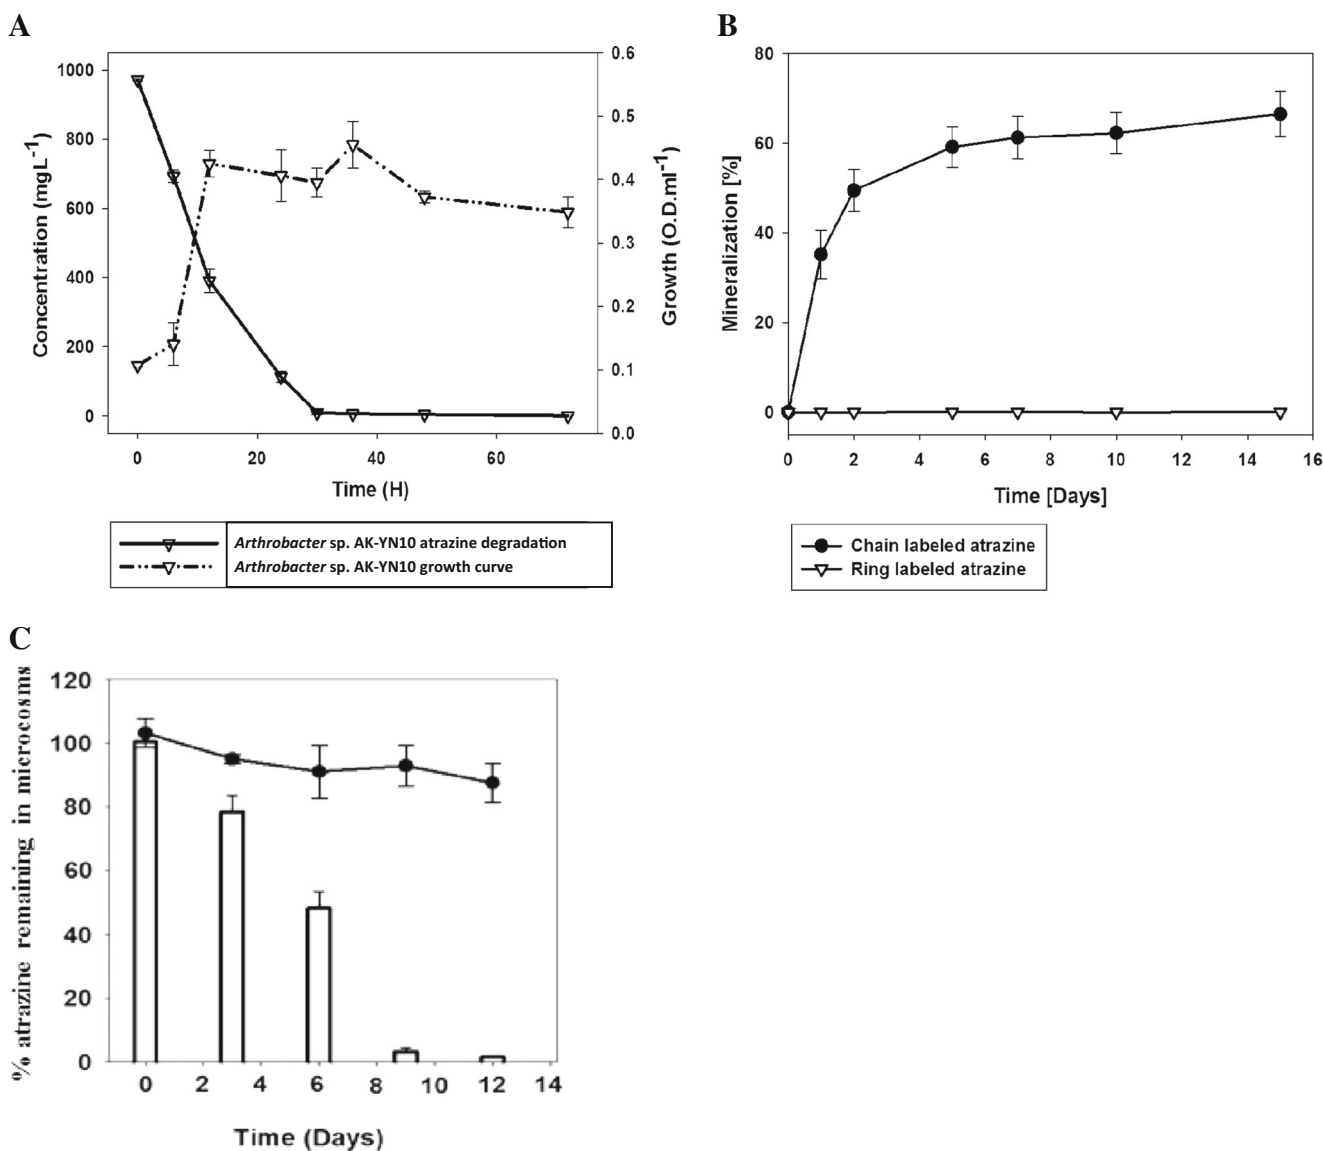 A
Concentration (mgL-1)
1000
800
600
400
200
0
0.6
0.5
0.4
0.3
0.2
0.1
0.0
Growth (O.D.ml-1)
0 20 40 60
Time (H)
Arthrobacter sp. AK-YN10 atrazine degradation
Arthrobacter sp. AK-YN10 growth curve
B
Mineralization [%]
80
60
40
20
0
0 2 4 6 8 10 12 14 16
Time [Days]
Chain labeled atrazine
Ring labeled atrazine
C
% atrazine remaining in microcosms
120
100
80
60
40
20
0
0 2 4 6 8 10 12 14
Time (Days)